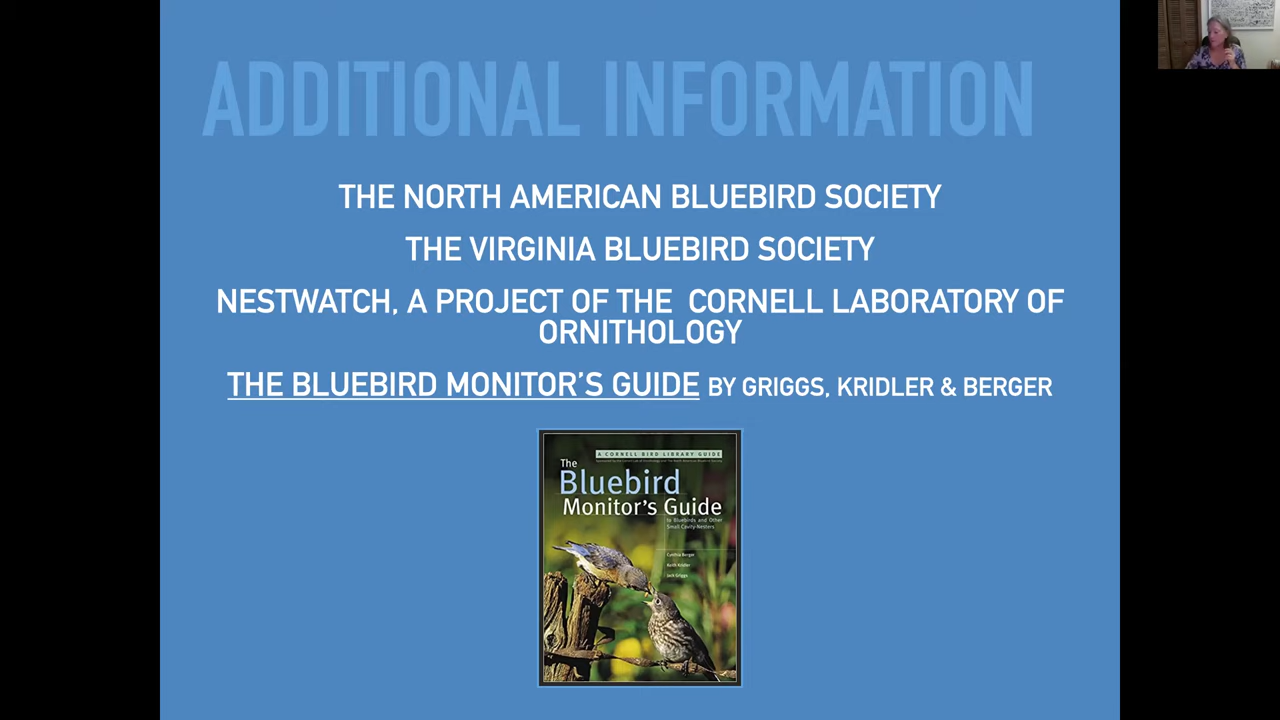 ADDITIONAL INFORMATION
THE NORTH AMERICAN BLUEBIRD SOCIETY
THE VIRGINIA BLUEBIRD SOCIETY
NESTWATCH, A PROJECT OF THE CORNELL LABORATORY OF
ORNITHOLOGY
THE BLUEBIRD MONITOR'S GUIDE BY GRIGGS, KRIDLER & BERGER
A CORNELL BIRD LIBRARY GUIDE
The
Bluebird
Monitor's Guide
to Bluebirds and Other
Small Cavity-Nesters
Cynthia Berger
Keith Kridler
Jack Griggs